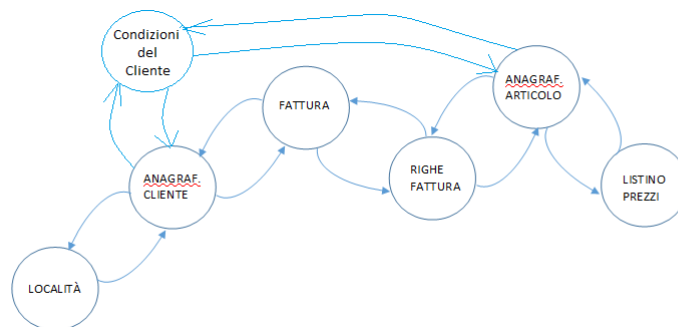 Condizioni
del
Cliente
ANAGRAF.
ARTICOLO
FATTURA
RIGHE
FATTURA
ANAGRAF.
CLIENTE
LISTINO
PREZZI
LOCALITÀ